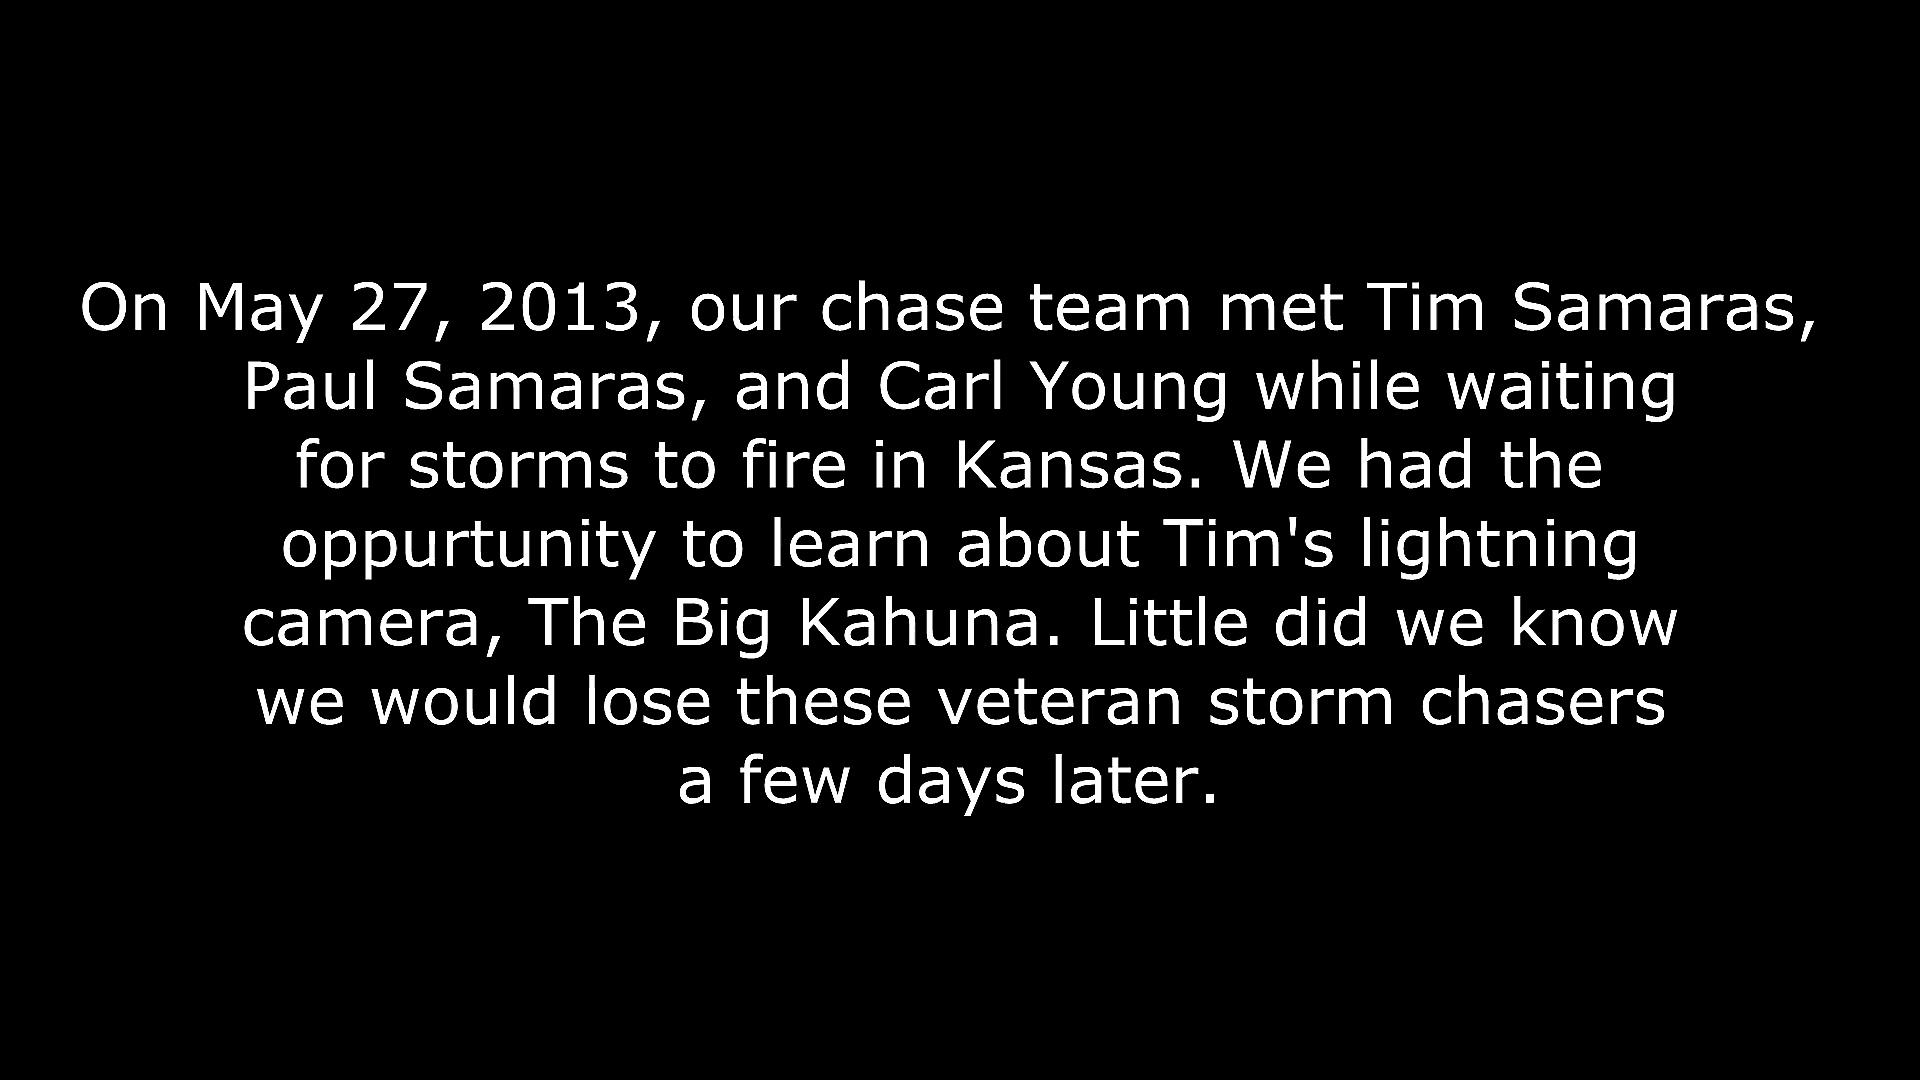 On May 27, 2013, our chase team met Tim Samaras,
Paul Samaras, and Carl Young while waiting
for storms to fire in Kansas. We had the
oppurtunity to learn about Tim's lightning
camera, The Big Kahuna. Little did we know
we would lose these veteran storm chasers
a few days later.